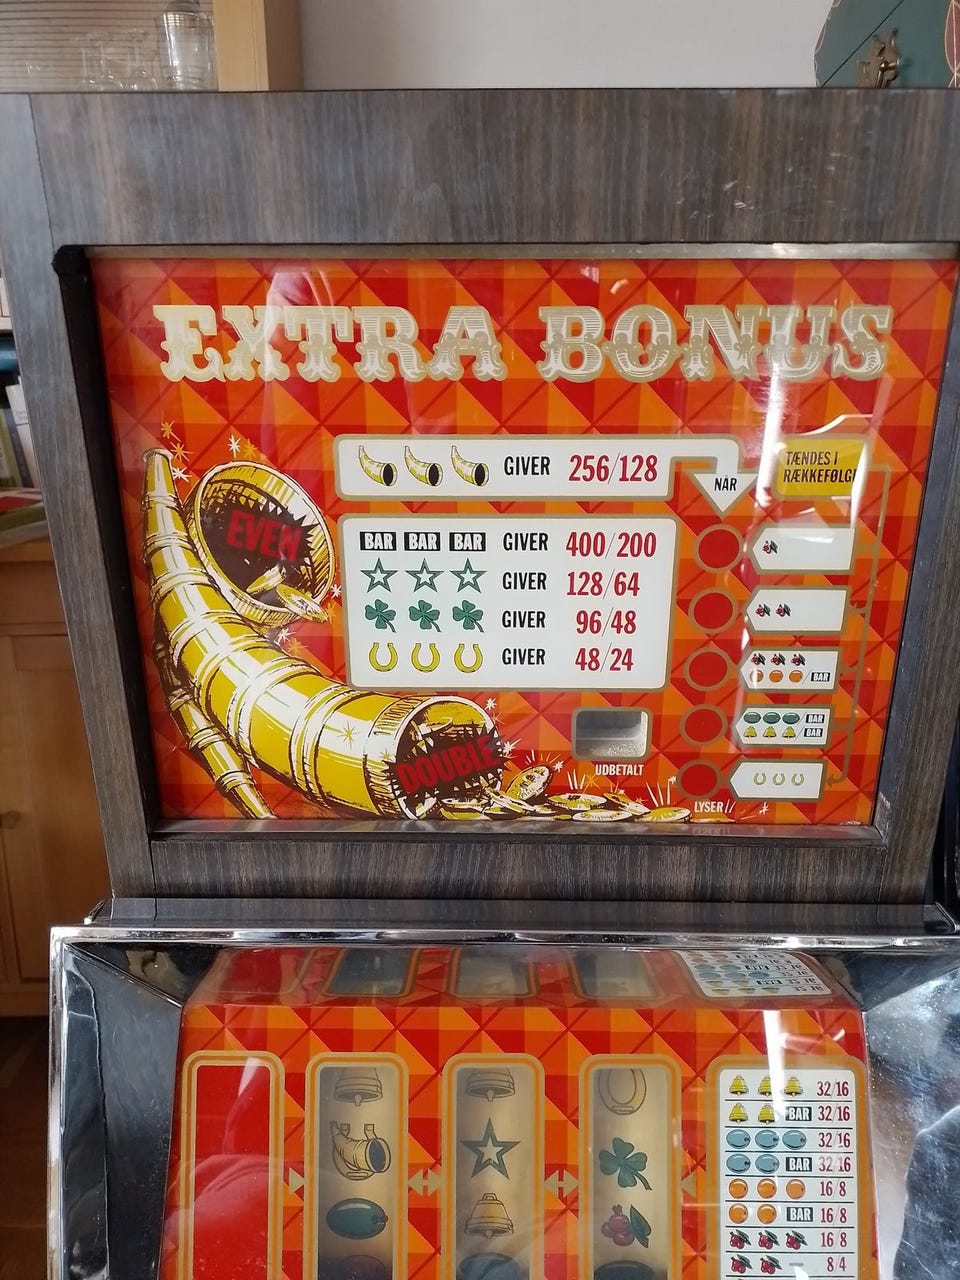 EXTRA BONUS
GIVER 256/128
NÅR
TÆNDES I
RÆKKEFØLGE
EVEN
BAR BAR BAR GIVER 400/200
GIVER 128/64
GIVER 96/48
GIVER 48/24
BAR
BAR
BAR
DOUBLE
UDBETALT
LYSER
32/16
BAR 32/16
32/16
BAR 32/16
16/8
BAR 16/8
16/8
8/4